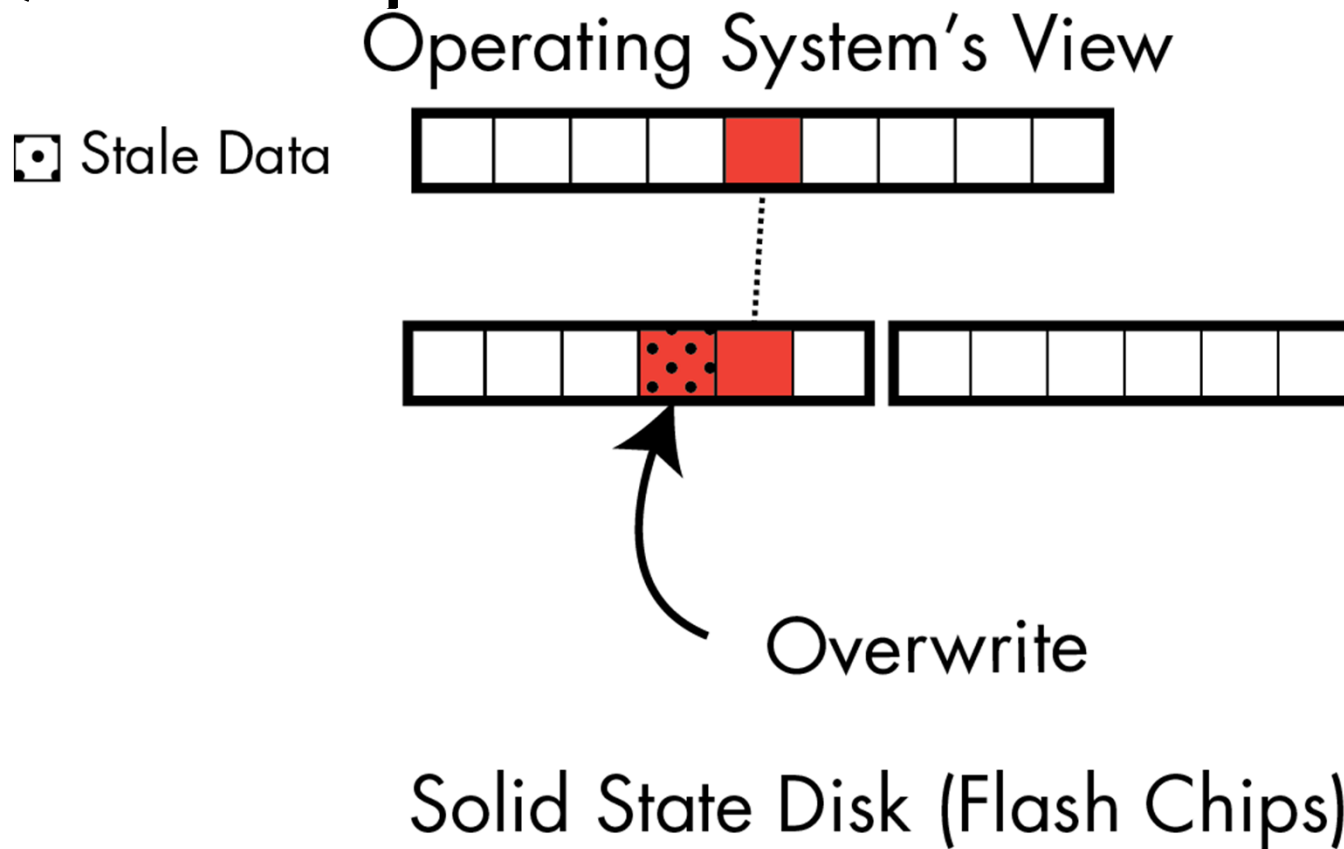 Operating System's View
Stale Data
Overwrite
Solid State Disk (Flash Chips)